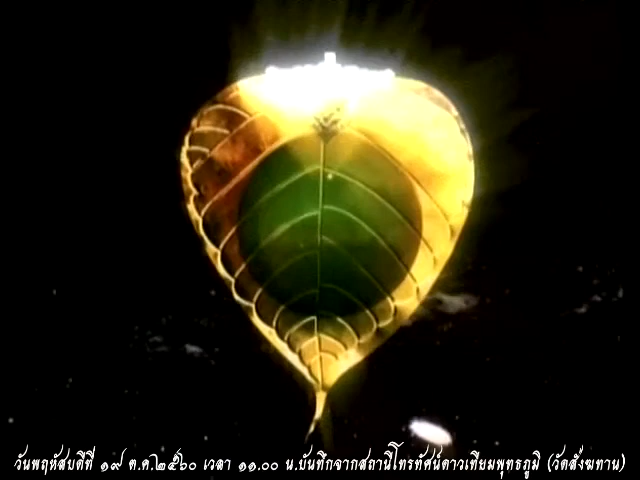 วันพฤหัสบดีที่ ๑๙ ต.ค.๒๕๖๐ เวลา ๑๑.๐๐ น.บันทึกจากสถานีโทรทัศน์ดาวเทียมพุทธภูมิ (วัดสังฆทาน)